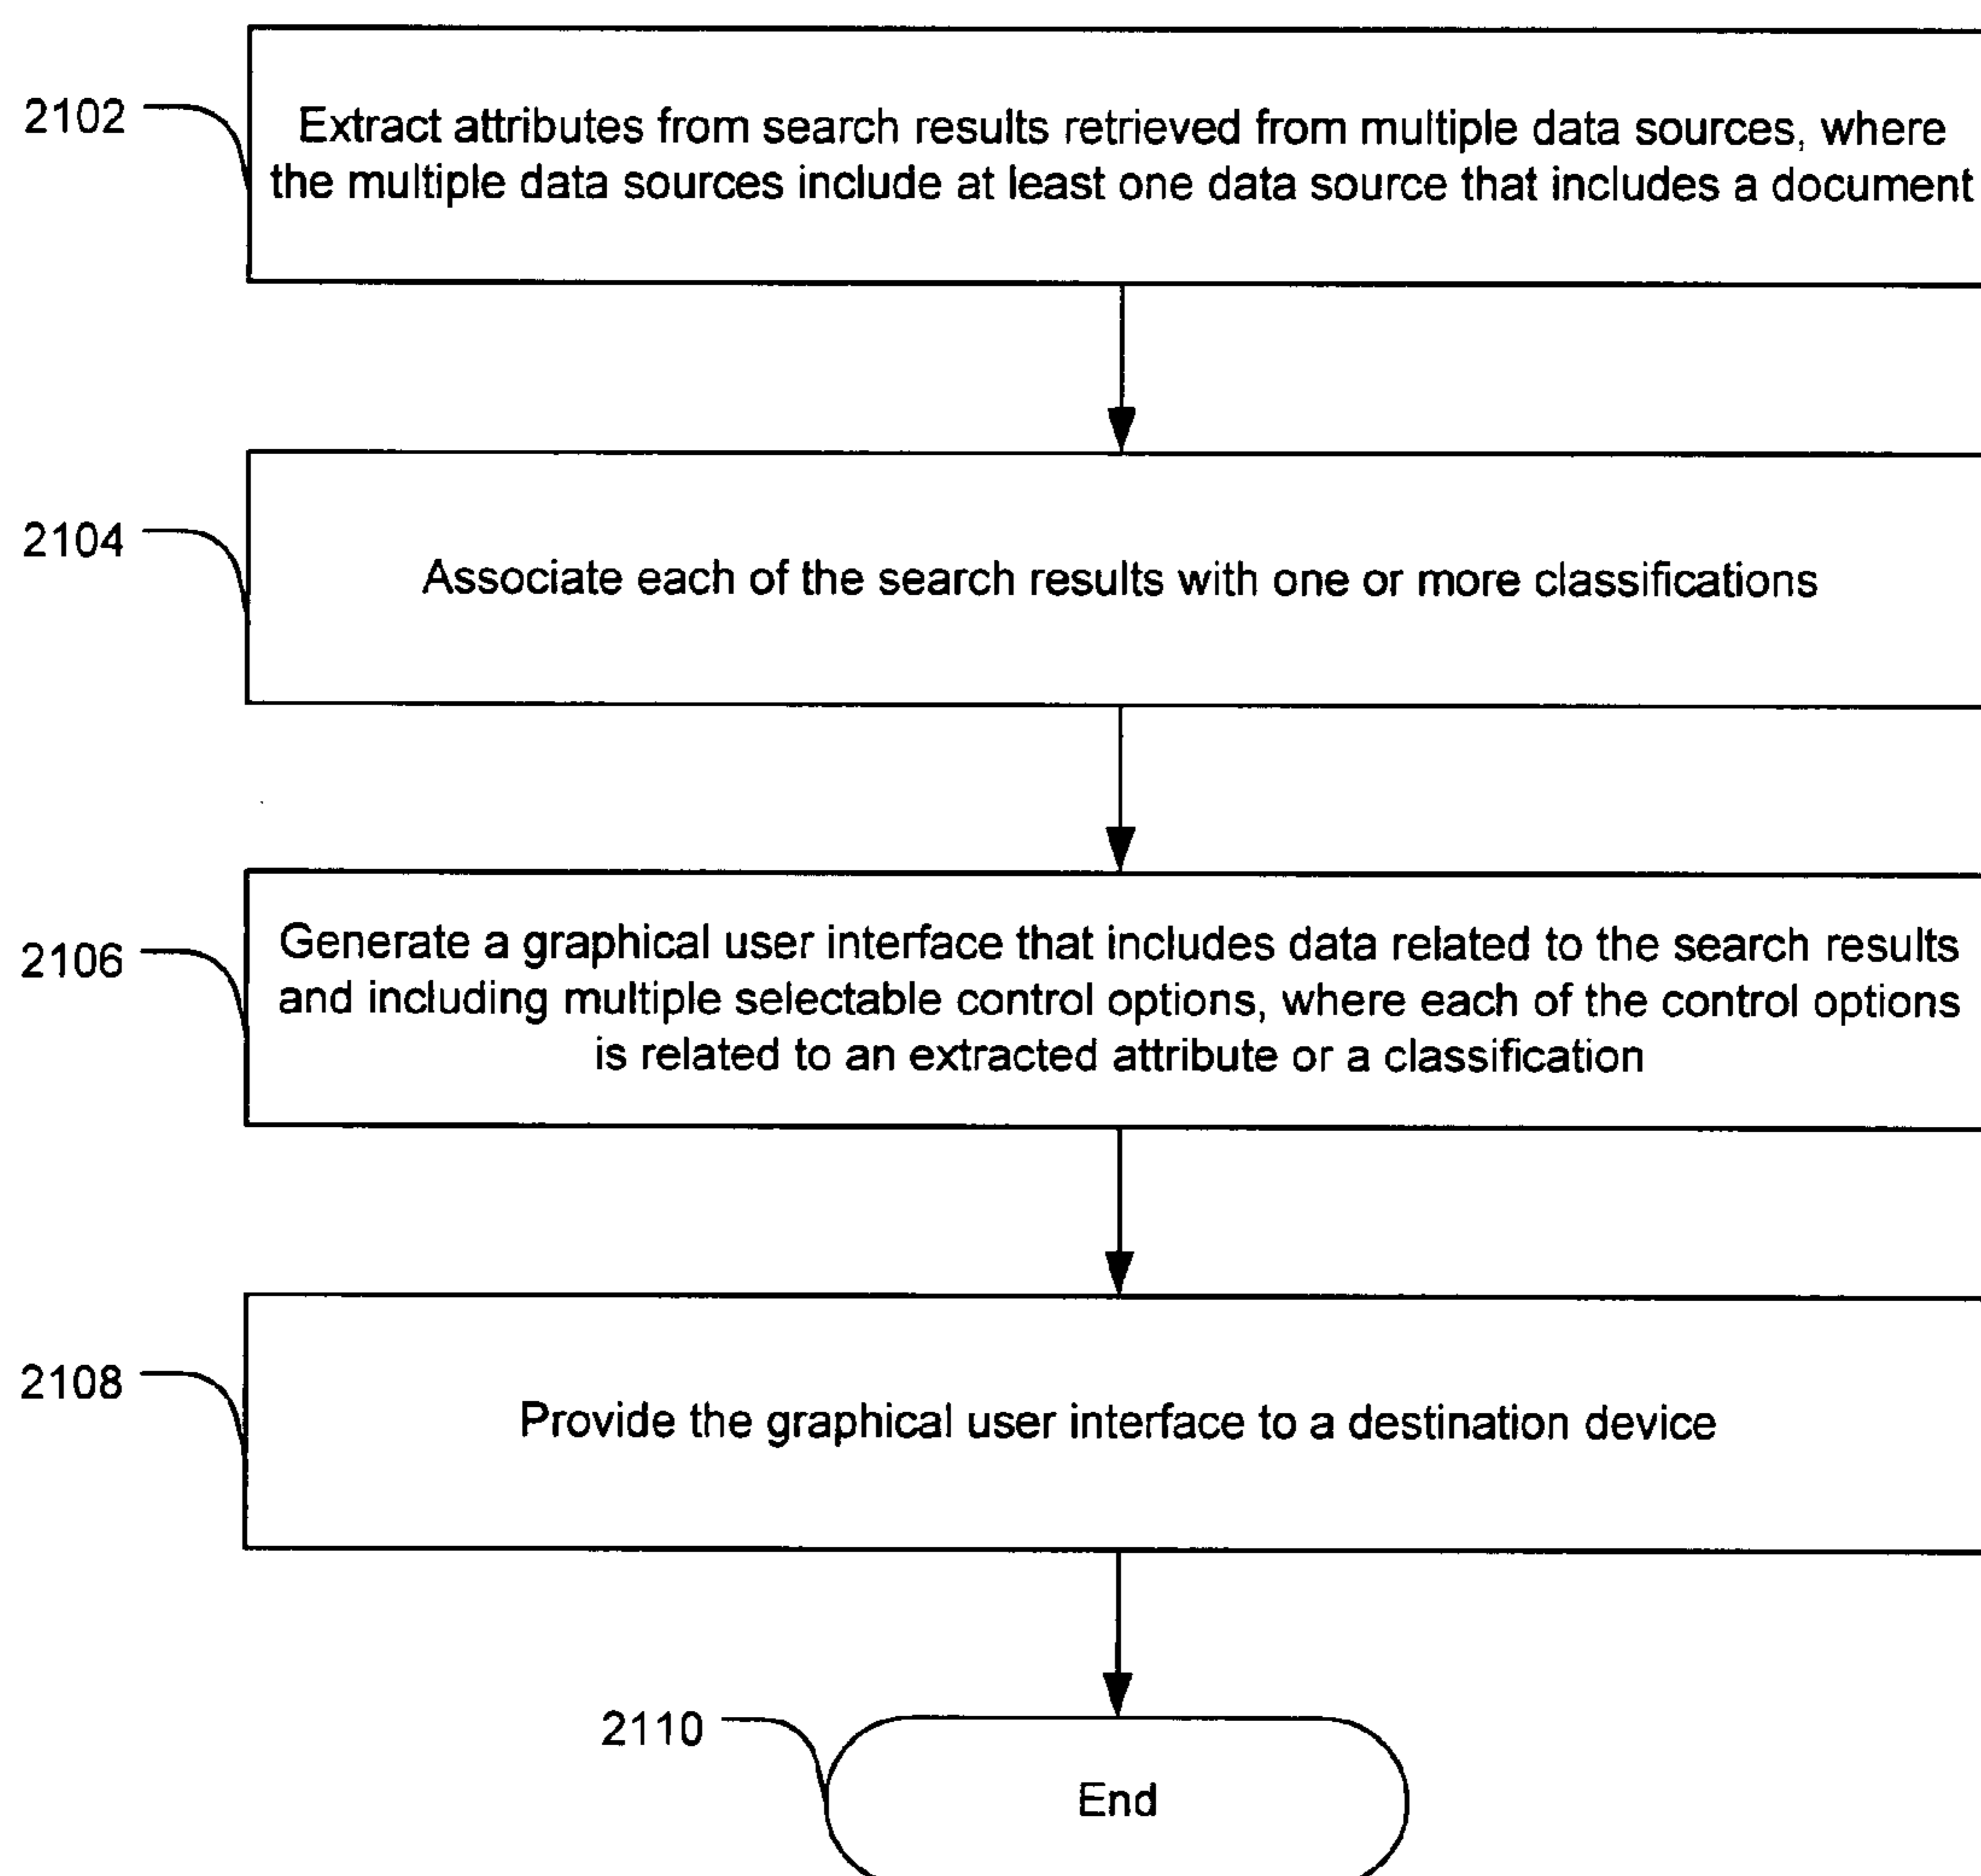 2102
Extract attributes from search results retrieved from multiple data sources, where
the multiple data sources include at least one data source that includes a document
2104
Associate each of the search results with one or more classifications
2106
Generate a graphical user interface that includes data related to the search results
and including multiple selectable control options, where each of the control options
is related to an extracted attribute or a classification
2108
Provide the graphical user interface to a destination device
2110
End